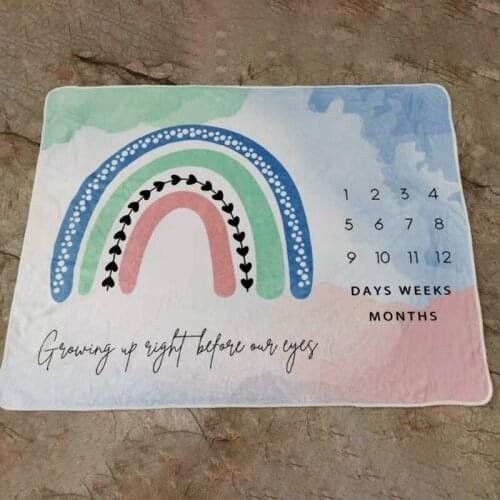 1 2 3 4
5 6 7 8
9 10 11 12
DAYS WEEKS
MONTHS
Growing up right before our eyes